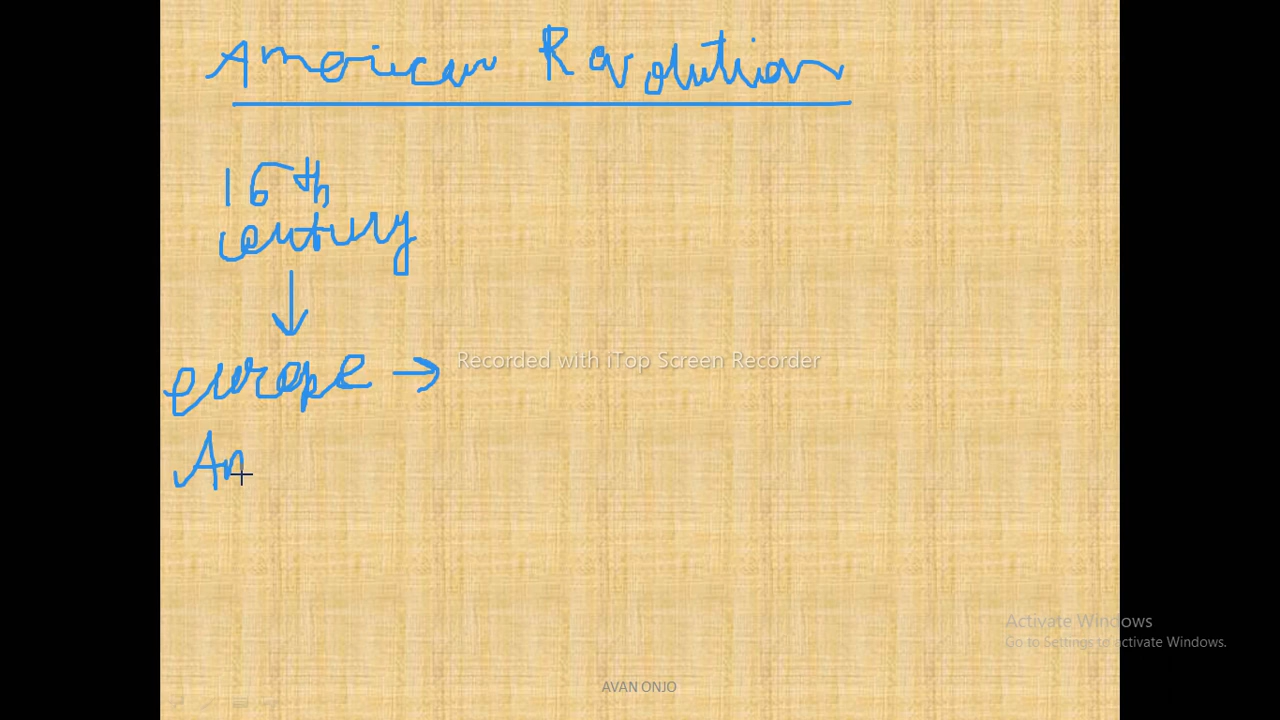 American Revolution
16th
century
↓
europe →
Recorded with iTop Screen Recorder
An
Activate Windows
Go to Settings to activate Windows.
AVAN ONJO